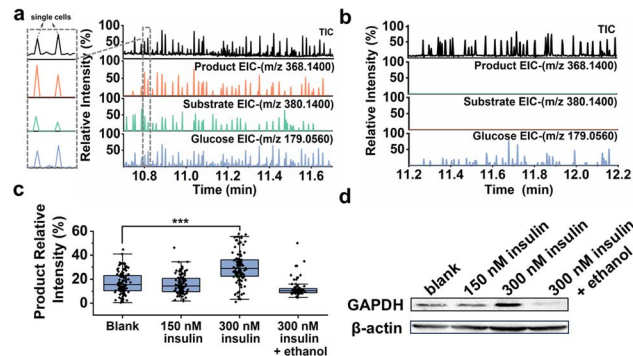 a
single cells
Relative Intensity (%)
100
50
TIC
100
50
Product EIC-(m/z 368.1400)
100
50
Substrate EIC-(m/z 380.1400)
100
50
Glucose EIC-(m/z 179.0560)
10.8 11.0 11.2 11.4 11.6
Time (min)
b
Relative Intensity (%)
100
50
TIC
100
50
Product EIC-(m/z 368.1400)
100
50
Substrate EIC-(m/z 380.1400)
100
50
Glucose EIC-(m/z 179.0560)
11.2 11.4 11.6 11.8 12.0 12.2
Time (min)
c
Product Relative
Intensity (%)
60
40
20
0
***
Blank
150 nM
insulin
300 nM
insulin
300 nM
insulin
+ ethanol
d
blank
150 nM insulin
300 nM insulin
300 nM insulin
+ ethanol
GAPDH
β-actin